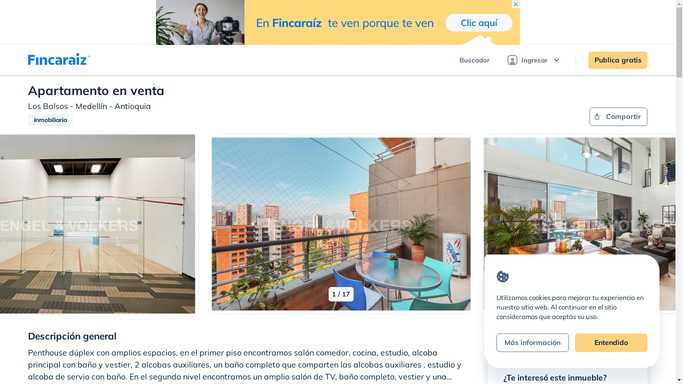 En Fincaraíz te ven porque te ven
Clic aquí
Fincaraíz
Buscador
Ingresar
Publica gratis
Apartamento en venta
Los Balsos - Medellín - Antioquia
Inmobiliaria
Compartir
ENGEL & VÖLKERS
ENGEL & VÖLKERS
1 / 17
Utilizamos cookies para mejorar tu experiencia en
nuestro sitio web. Al continuar en el sitio
consideramos que aceptas su uso.
Más información
Entendido
Descripción general
Penthouse dúplex con amplios espacios, en el primer piso encontramos salón comedor, cocina, estudio, alcoba
principal con baño y vestier, 2 alcobas auxiliares, un baño completo que comparten las alcobas auxiliares , estudio y
alcoba de servcio con baño. En el segundo nivel encontramos un amplio salón de TV, baño completo, vestier y una...
¿Te interesó este inmueble?